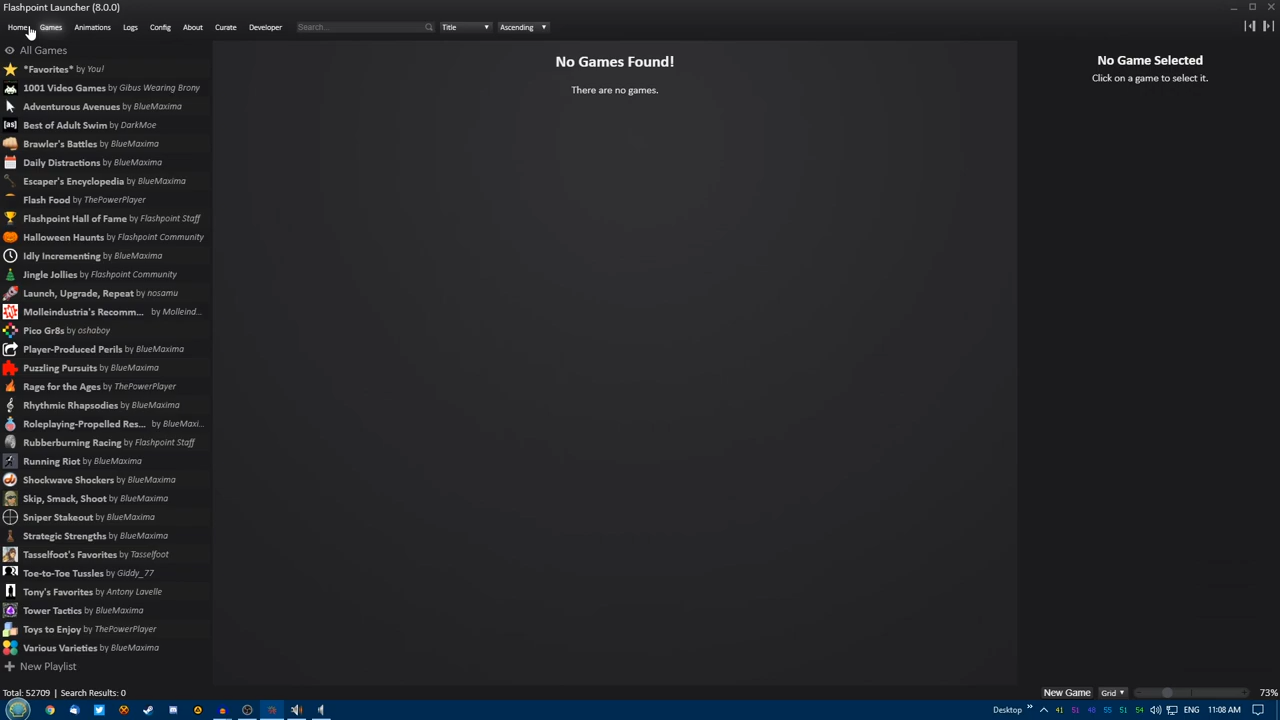 Flashpoint Launcher (8.0.0)
Home Games Animations Logs Config About Curate Developer Search... Title Ascending
All Games
*Favorites* by You!
1001 Video Games by Gibus Wearing Brony
Adventurous Avenues by BlueMaxima
[as] Best of Adult Swim by DarkMoe
Brawler's Battles by BlueMaxima
Daily Distractions by BlueMaxima
Escaper's Encyclopedia by BlueMaxima
Flash Food by ThePowerPlayer
Flashpoint Hall of Fame by Flashpoint Staff
Halloween Haunts by Flashpoint Community
Idly Incrementing by BlueMaxima
Jingle Jollies by Flashpoint Community
Launch, Upgrade, Repeat by nosamu
Molleindustria's Recomm... by Molleind...
Pico Gr8s by oshaboy
Player-Produced Perils by BlueMaxima
Puzzling Pursuits by BlueMaxima
Rage for the Ages by ThePowerPlayer
Rhythmic Rhapsodies by BlueMaxima
Roleplaying-Propelled Res... by BlueMaxi...
Rubberburning Racing by Flashpoint Staff
Running Riot by BlueMaxima
Shockwave Shockers by BlueMaxima
Skip, Smack, Shoot by BlueMaxima
Sniper Stakeout by BlueMaxima
Strategic Strengths by BlueMaxima
Tasselfoot's Favorites by Tasselfoot
Toe-to-Toe Tussles by Giddy_77
Tony's Favorites by Antony Lavelle
Tower Tactics by BlueMaxima
Toys to Enjoy by ThePowerPlayer
Various Varieties by BlueMaxima
New Playlist
No Games Found!
There are no games.
No Game Selected
Click on a game to select it.
Total: 52709 | Search Results: 0
New Game Grid 73%
Desktop 41 51 40 55 51 54 ENG 11:08 AM